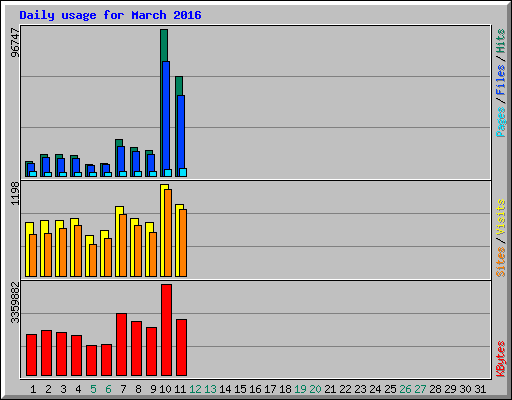 Daily usage for March 2016
96747
Pages / Files / Hits
1198
Sites / Visits
3359882
KBytes
1 2 3 4 5 6 7 8 9 10 11 12 13 14 15 16 17 18 19 20 21 22 23 24 25 26 27 28 29 30 31